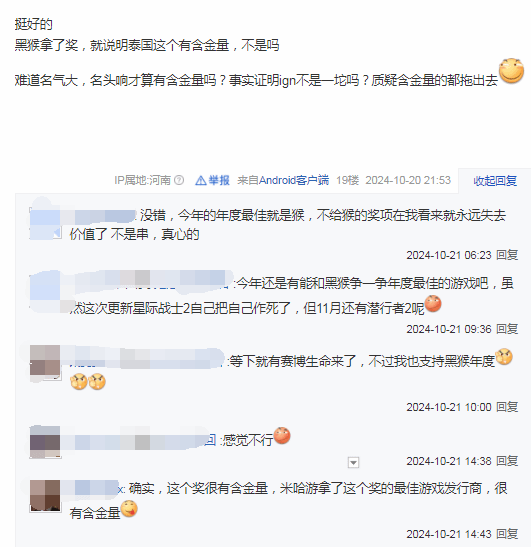 挺好的
黑猴拿了奖，就说明泰国这个有含金量，不是吗
难道名气大，名头响才算有含金量吗？事实证明ign不是一坨吗？质疑含金量的都拖出去
IP属地:河南 举报 来自Android客户端 19楼 2024-10-20 21:53 收起回复
: 没错，今年的年度最佳就是猴，不给猴的奖项在我看来就永远失去
价值了 不是串，真心的
2024-10-21 06:23 回复
:今年还是有能和黑猴争一争年度最佳的游戏吧，虽
然这次更新星际战士2自己把自己作死了，但11月还有潜行者2呢
2024-10-21 09:36 回复
:等下就有赛博生命来了，不过我也支持黑猴年度
2024-10-21 10:00 回复
回 :感觉不行
2024-10-21 14:38 回复
x: 确实，这个奖很有含金量，米哈游拿了这个奖的最佳游戏发行商，很
有含金量
2024-10-21 14:43 回复